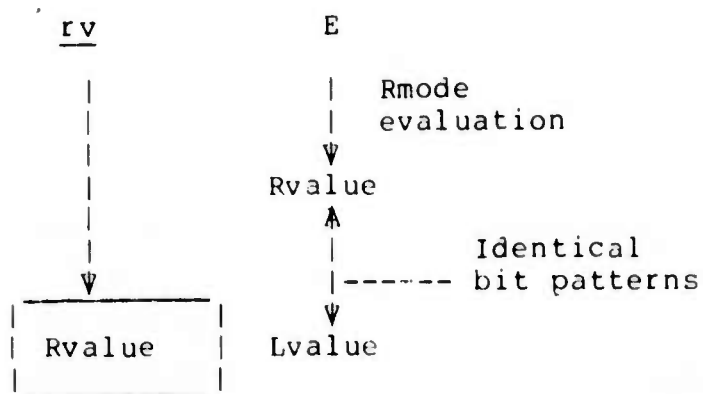 rv E
Rmode
evaluation
Rvalue
Identical
bit patterns
Rvalue Lvalue